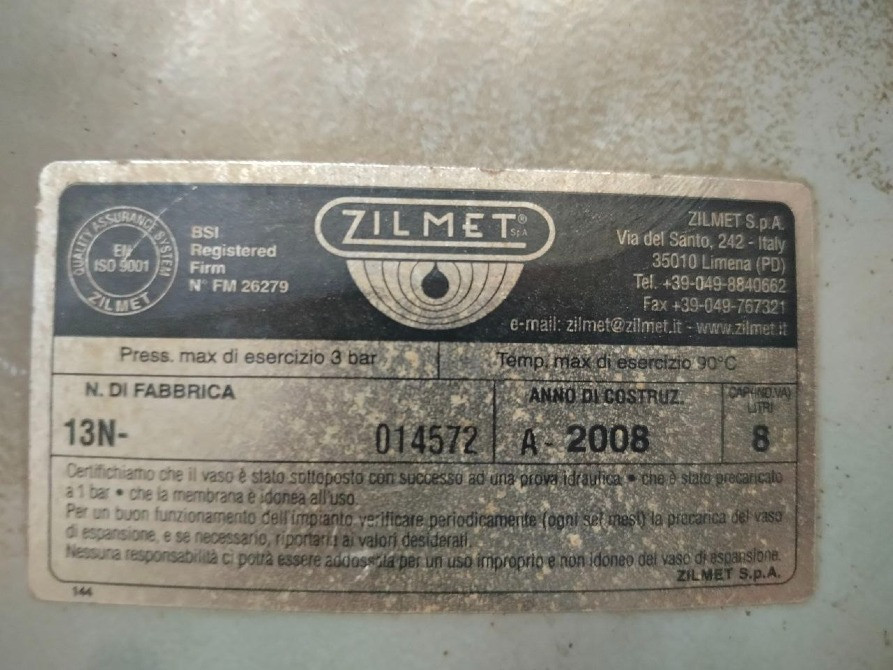 QUALITY ASSURANCE SYSTEM
EN
ISO 9001
ZILMET
BSI
Registered
Firm
N° FM 26279
ZILMET®
SpA
ZILMET S.p.A.
Via del Santo, 242 - Italy
35010 Limena (PD)
Tel. +39-049-8840662
Fax +39-049-767321
e-mail: zilmet@zilmet.it - www.zilmet.it
Press. max di esercizio 3 bar
Temp. max di esercizio 90°C
N. DI FABBRICA
ANNO DI COSTRUZ.
LITRI
13N- 014572
A - 2008
8
Certifichiamo che il vaso è stato sottoposto con successo ad una prova idraulica • che è stato precaricato
a 1 bar • che la membrana è idonea all'uso.
Per un buon funzionamento dell'impianto verificare periodicamente (ogni sei mesi) la precarica del vaso
di espansione, e se necessario, riportarli ai valori desiderati.
Nessuna responsabilità ci potrà essere addossata per un uso improprio e non idoneo del vaso di espansione.
ZILMET S.p.A.
144